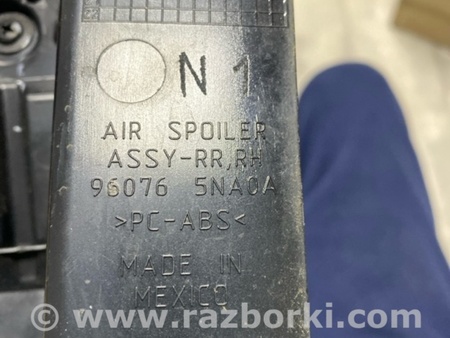 N 1
AIR SPOILER
ASSY-RR,RH
96076 5NA0A
>PC-ABS<
MADE IN
MEXICO
© www.razborki.com